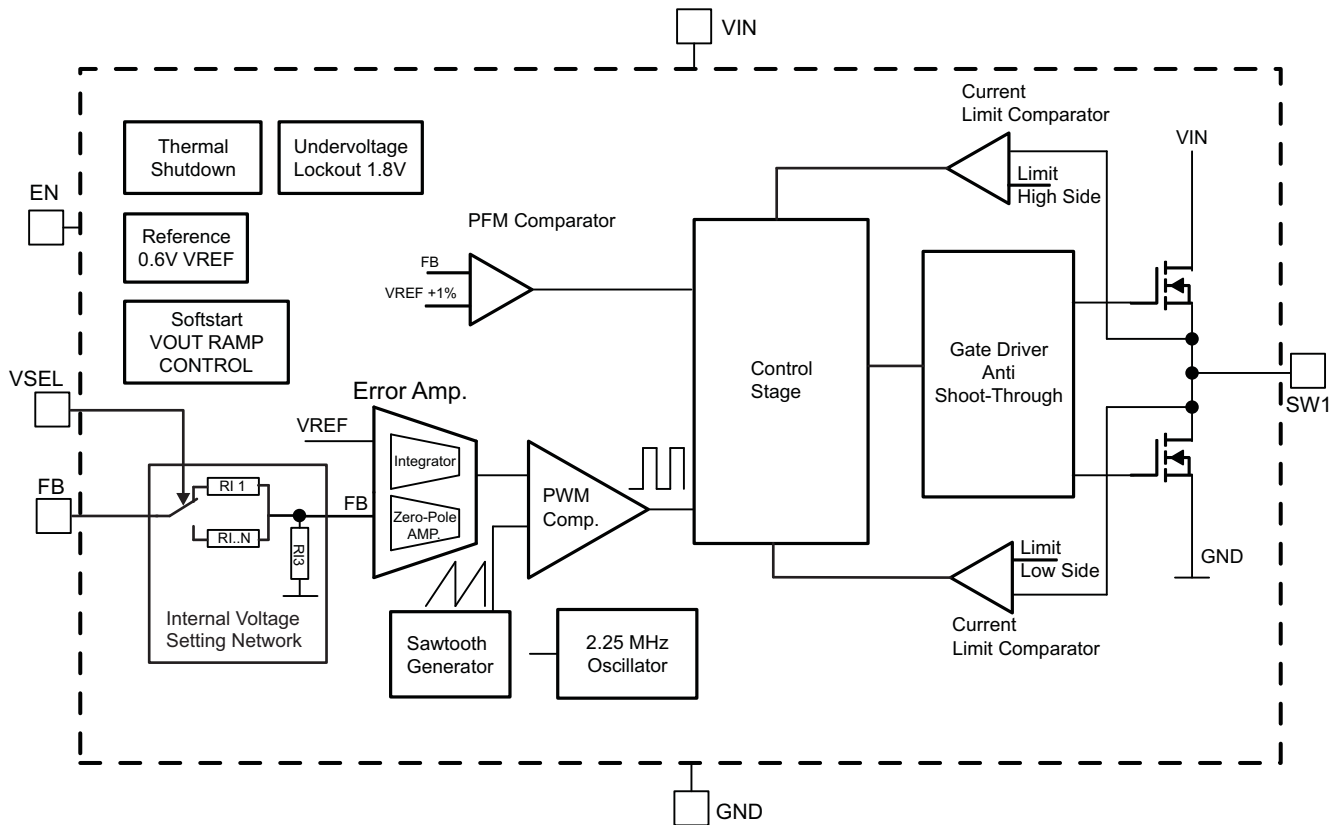 VIN
Current
Limit Comparator
Thermal
Shutdown
Undervoltage
Lockout 1.8V
VIN
Limit
High Side
EN
PFM Comparator
Reference
0.6V VREF
FB
VREF +1%
Softstart
VOUT RAMP
CONTROL
Control
Stage
Gate Driver
Anti
Shoot-Through
VSEL
SW1
Error Amp.
VREF
Integrator
FB
RI 1
FB
PWM
Comp.
Zero-Pole
AMP.
RI..N
RI3
Limit
Low Side
GND
Internal Voltage
Setting Network
Sawtooth
Generator
2.25 MHz
Oscillator
Current
Limit Comparator
GND